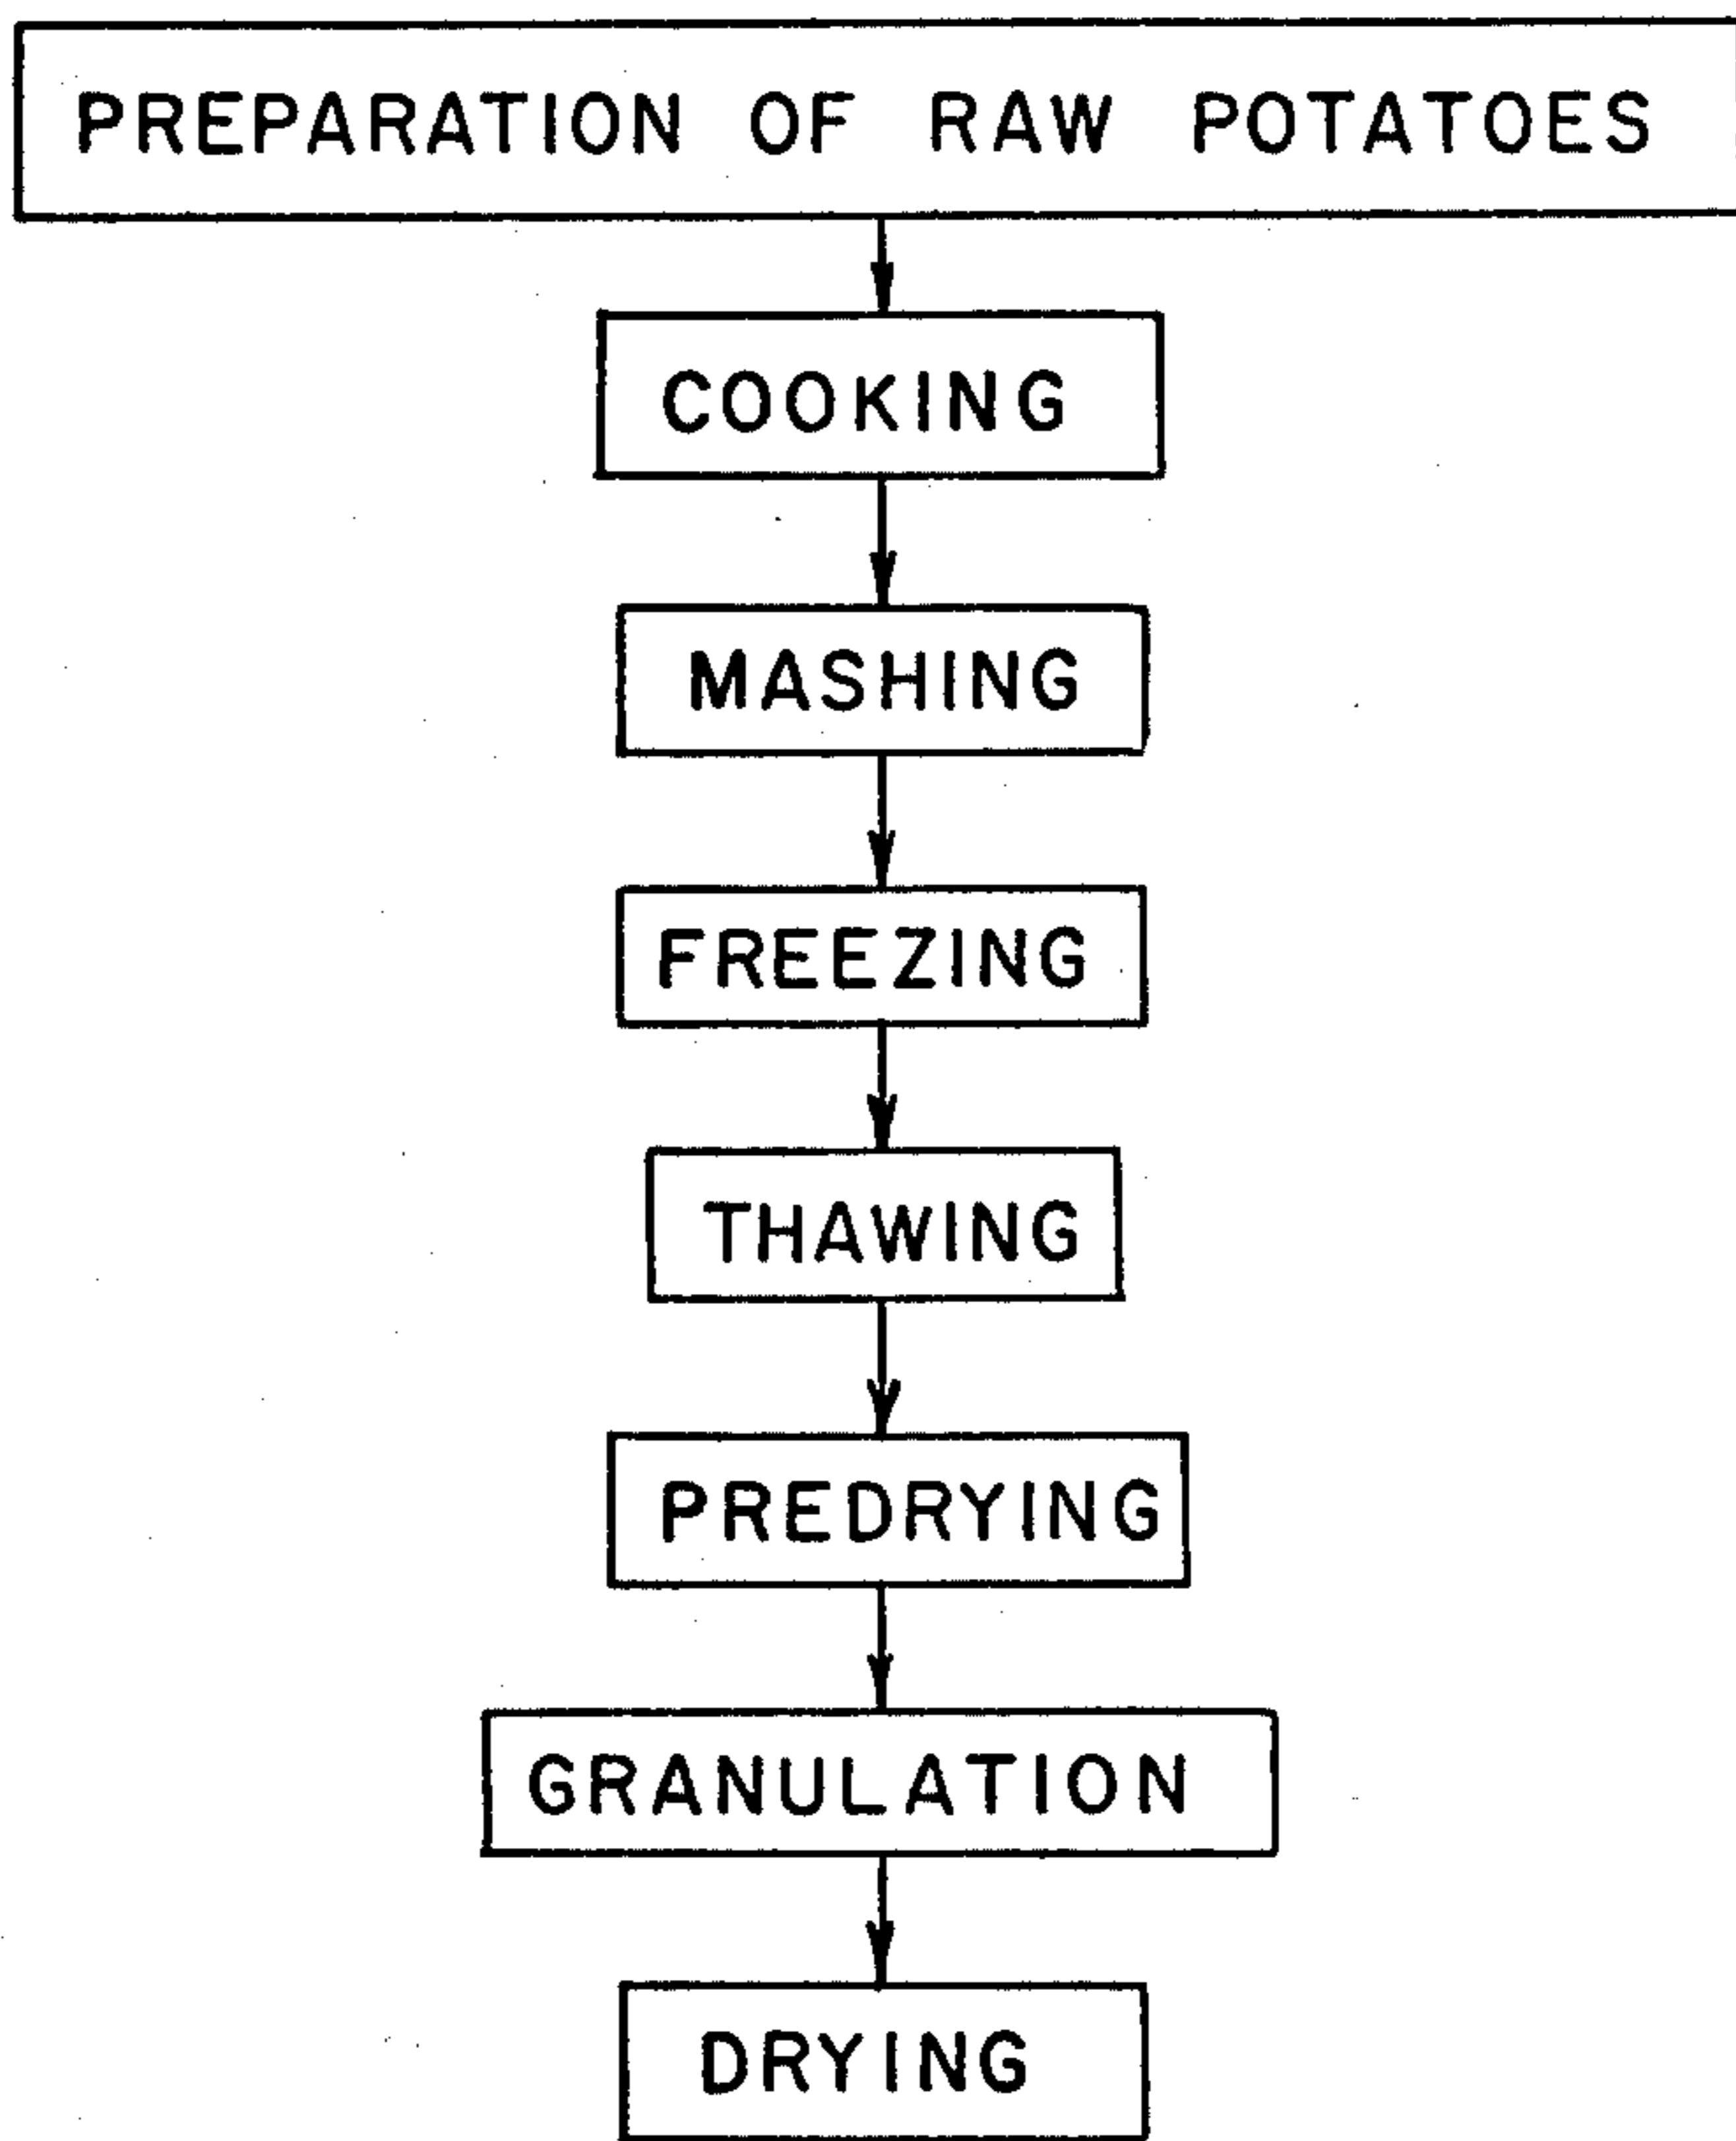 PREPARATION OF RAW POTATOES
COOKING
MASHING
FREEZING
THAWING
PREDRYING
GRANULATION
DRYING